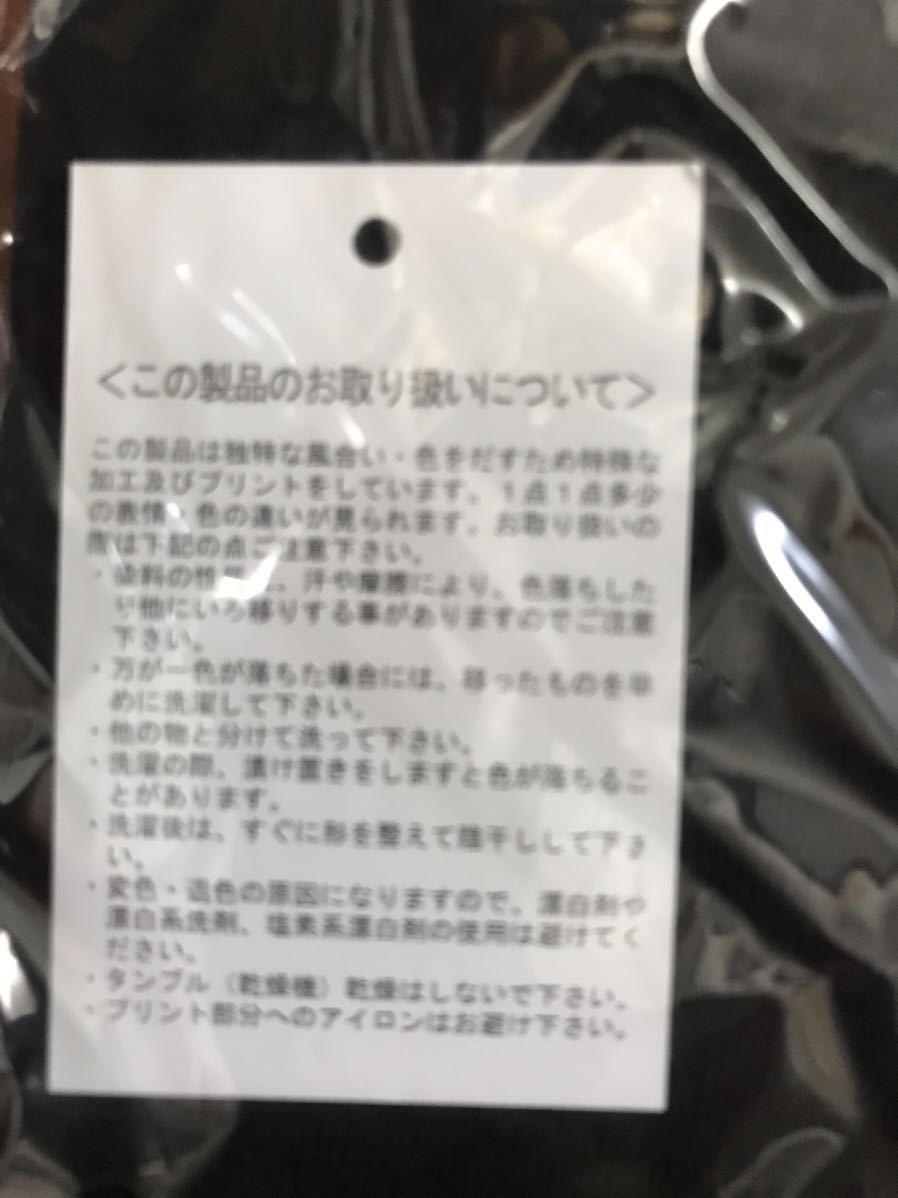 ＜この製品のお取り扱いについて＞
この製品は独特な風合い・色をだすため特殊な
加工及びプリントをしています。１点１点多少
の表情・色の違いが見られます。お取り扱いの
際は下記の点ご注意下さい。
・染料の性質上、汗や摩擦により、色落ちした
り他にいろ移りする事がありますのでご注意
下さい。
・万が一色が落ちた場合には、移ったものを早
めに洗濯して下さい。
・他の物と分けて洗って下さい。
・洗濯の際、漬け置きをしますと色が落ちるこ
とがあります。
・洗濯後は、すぐに形を整えて陰干しして下さ
い。
・変色・退色の原因になりますので、漂白剤や
漂白系洗剤、塩素系漂白剤の使用は避けてく
ださい。
・タンブル（乾燥機）乾燥はしないで下さい。
・プリント部分へのアイロンはお避け下さい。